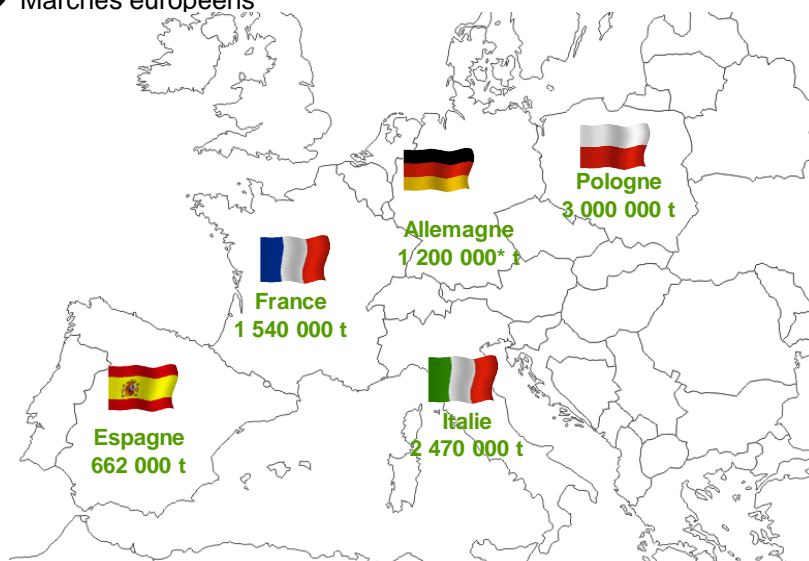 Marchés européens
Pologne
3 000 000 t
Allemagne
1 200 000* t
France
1 540 000 t
Italie
2 470 000 t
Espagne
662 000 t